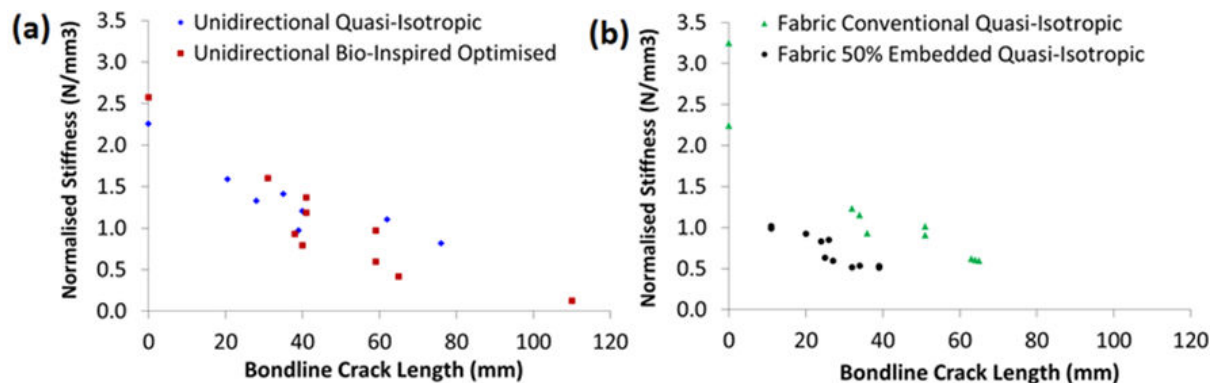 (a)
Unidirectional Quasi-Isotropic
Unidirectional Bio-Inspired Optimised
Normalised Stiffness (N/mm3)
3.5
3.0
2.5
2.0
1.5
1.0
0.5
0.0
0 20 40 60 80 100 120
Bondline Crack Length (mm)
(b)
Fabric Conventional Quasi-Isotropic
Fabric 50% Embedded Quasi-Isotropic
Normalised Stiffness (N/mm3)
3.5
3.0
2.5
2.0
1.5
1.0
0.5
0.0
0 20 40 60 80 100 120
Bondline Crack Length (mm)